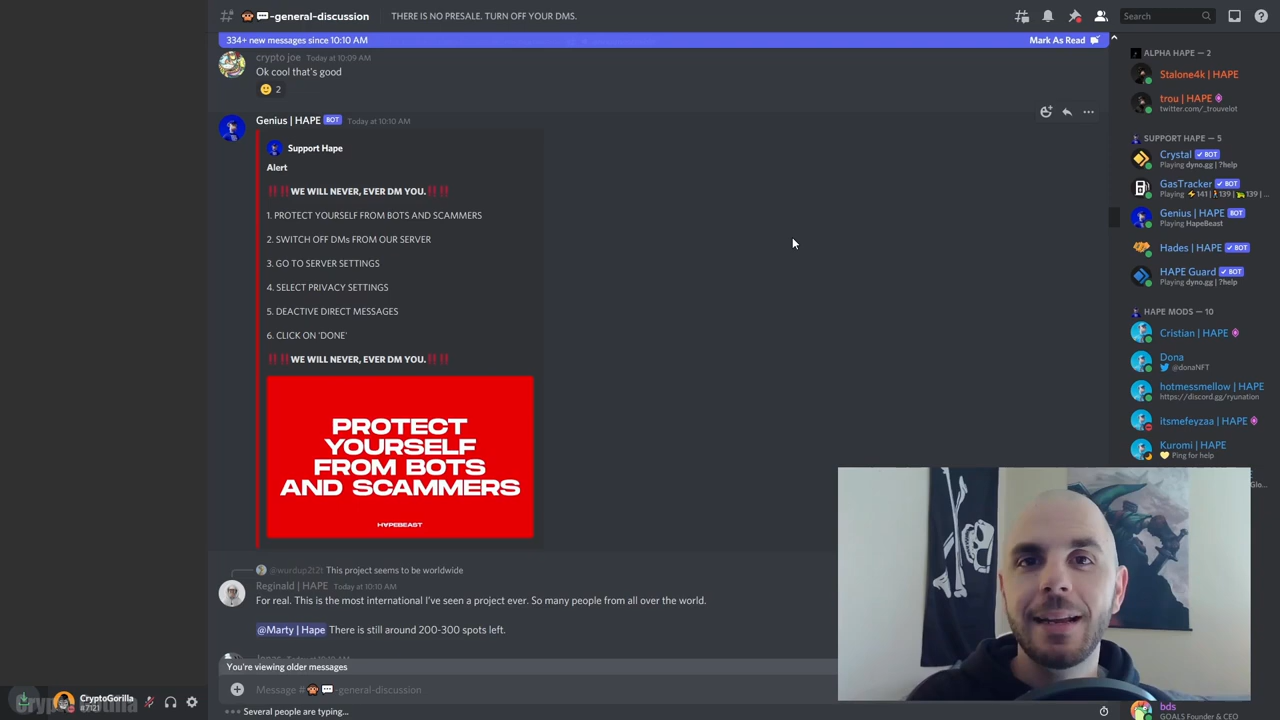 -general-discussion
THERE IS NO PRESALE. TURN OFF YOUR DMS.
Search
334+ new messages since 10:10 AM
Mark As Read
crypto joe Today at 10:09 AM
Ok cool that's good
2
Genius | HAPE BOT Today at 10:10 AM
Support Hape
Alert
‼️‼️WE WILL NEVER, EVER DM YOU.‼️‼️
1. PROTECT YOURSELF FROM BOTS AND SCAMMERS
2. SWITCH OFF DMs FROM OUR SERVER
3. GO TO SERVER SETTINGS
4. SELECT PRIVACY SETTINGS
5. DEACTIVE DIRECT MESSAGES
6. CLICK ON 'DONE'
‼️‼️WE WILL NEVER, EVER DM YOU.‼️‼️
PROTECT
YOURSELF
FROM BOTS
AND SCAMMERS
HAPEBEAST
@wurdup2t2t This project seems to be worldwide
Reginald | HAPE Today at 10:10 AM
For real. This is the most international I've seen a project ever. So many people from all over the world.
@Marty | Hape There is still around 200-300 spots left.
You're viewing older messages
Message # -general-discussion
Several people are typing...
CryptoGorilla
#7121
Crypto Gorilla
ALPHA HAPE — 2
Stalone4k | HAPE
trou | HAPE
twitter.com/_trouvelot
SUPPORT HAPE — 5
Crystal ✓ BOT
Playing dyno.gg | ?help
GasTracker ✓ BOT
Playing ⚡141 | 🚶139 | 🐢139 | ...
Genius | HAPE BOT
Playing HapeBeast
Hades | HAPE ✓ BOT
HAPE Guard ✓ BOT
Playing dyno.gg | ?help
HAPE MODS — 10
Cristian | HAPE
Dona
@donaNFT
hotmessmellow | HAPE
https://discord.gg/ryunation
itsmefeyzaa | HAPE
Kuromi | HAPE
Ping for help
Glo...
bds
GOALS Founder & CEO